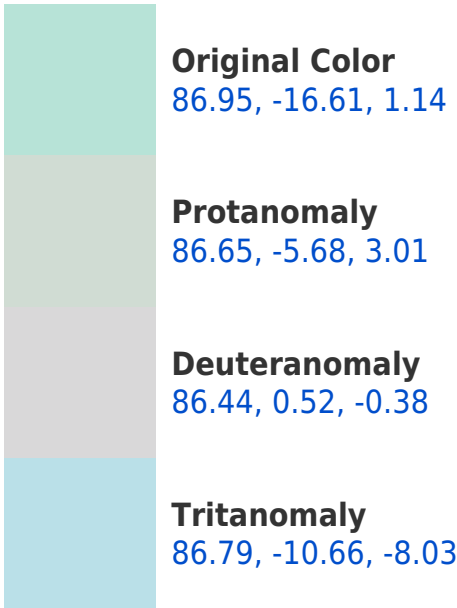 Original Color
86.95, -16.61, 1.14
Protanomaly
86.65, -5.68, 3.01
Deuteranomaly
86.44, 0.52, -0.38
Tritanomaly
86.79, -10.66, -8.03